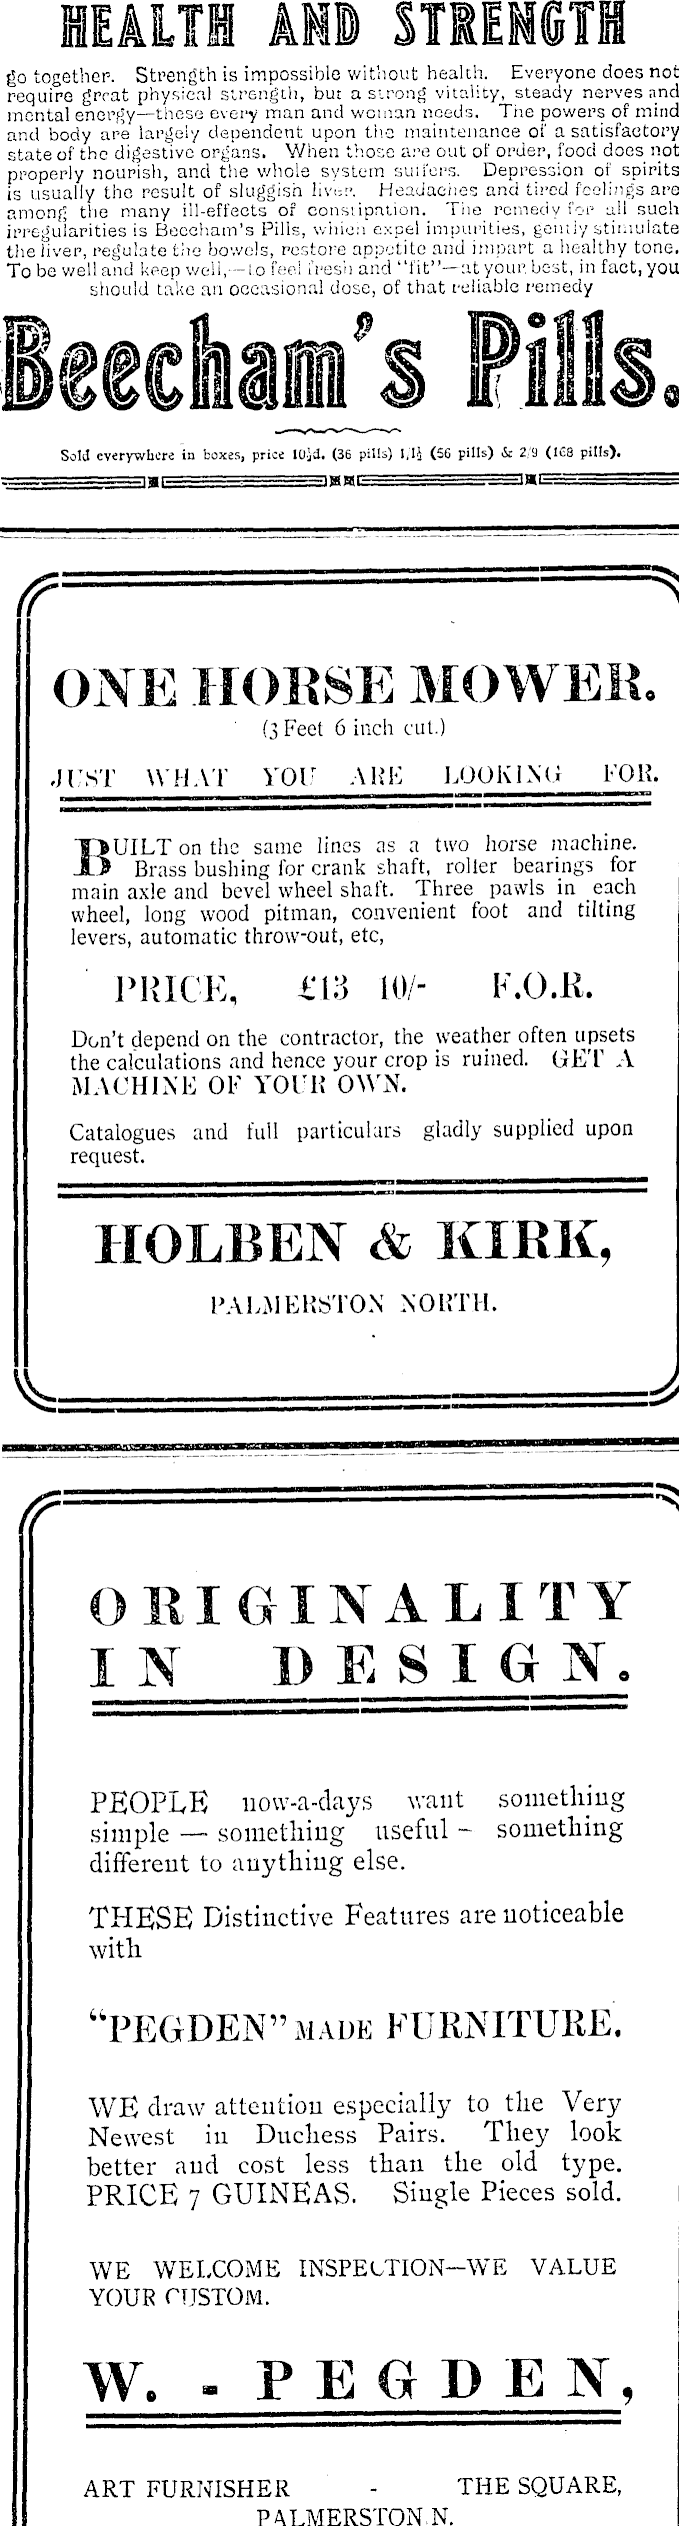 HEALTH AND STRENGTH
go together. Strength is impossible without health. Everyone does not
require great physical strength, but a strong vitality, steady nerves and
mental energy—these every man and woman needs. The powers of mind
and body are largely dependent upon the maintenance of a satisfactory
state of the digestive organs. When those are out of order, food does not
properly nourish, and the whole system suffers. Depression of spirits
is usually the result of sluggish liver. Headaches and tired feelings are
among the many ill-effects of constipation. The remedy for all such
irregularities is Beecham's Pills, which expel impurities, gently stimulate
the liver, regulate the bowels, restore appetite and impart a healthy tone.
To be well and keep well,—to feel fresh and "fit"—at your best, in fact, you
should take an occasional dose, of that reliable remedy
Beecham's Pills.
Sold everywhere in boxes, price 10½d. (36 pills) 1/1½ (56 pills) & 2/9 (168 pills).
ONE HORSE MOWER.
(3 Feet 6 inch cut.)
JUST WHAT YOU ARE LOOKING FOR.
BUILT on the same lines as a two horse machine.
Brass bushing for crank shaft, roller bearings for
main axle and bevel wheel shaft. Three pawls in each
wheel, long wood pitman, convenient foot and tilting
levers, automatic throw-out, etc,
PRICE, £13 10/- F.O.R.
Don't depend on the contractor, the weather often upsets
the calculations and hence your crop is ruined. GET A
MACHINE OF YOUR OWN.
Catalogues and full particulars gladly supplied upon
request.
HOLBEN & KIRK,
PALMERSTON NORTH.
ORIGINALITY
IN DESIGN.
PEOPLE now-a-days want something
simple — something useful - something
different to anything else.
THESE Distinctive Features are noticeable
with
"PEGDEN" MADE FURNITURE.
WE draw attention especially to the Very
Newest in Duchess Pairs. They look
better and cost less than the old type.
PRICE 7 GUINEAS. Single Pieces sold.
WE WELCOME INSPECTION—WE VALUE
YOUR CUSTOM.
W. - PEGDEN,
ART FURNISHER - THE SQUARE,
PALMERSTON N.